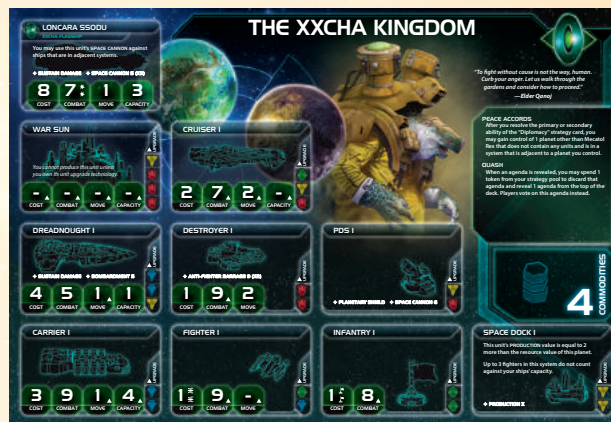 LONCARA SSODU
XXCHA FLAGSHIP
You may use this unit's SPACE CANNON against
ships that are in adjacent systems.
SUSTAIN DAMAGE SPACE CANNON 5 (X3)
8 7 1 3
COST COMBAT MOVE CAPACITY
THE XXCHA KINGDOM
"To fight without cause is not the way, human.
Curb your anger. Let us walk through the
gardens and consider how to proceed."
—Elder Qanoj
PEACE ACCORDS
After you resolve the primary or secondary
ability of the "Diplomacy" strategy card, you
may gain control of 1 planet other than Mecatol
Rex that does not contain any units and is in a
system that is adjacent to a planet you control.
QUASH
When an agenda is revealed, you may spend 1
token from your strategy pool to discard that
agenda and reveal 1 agenda from the top of the
deck. Players vote on this agenda instead.
WAR SUN
You cannot produce this unit unless
you own its unit upgrade technology.
- - - -
COST COMBAT MOVE CAPACITY
UPGRADE
CRUISER I
2 7 2 -
COST COMBAT MOVE CAPACITY
UPGRADE
DREADNOUGHT I
SUSTAIN DAMAGE BOMBARDMENT 5
4 5 1 1
COST COMBAT MOVE CAPACITY
UPGRADE
DESTROYER I
ANTI-FIGHTER BARRAGE 9 (X2)
1 9 2
COST COMBAT MOVE
UPGRADE
PDS I
PLANETARY SHIELD SPACE CANNON 6
UPGRADE
4
COMMODITIES
CARRIER I
3 9 1 4
COST COMBAT MOVE CAPACITY
UPGRADE
FIGHTER I
1 9 -
COST COMBAT MOVE
UPGRADE
INFANTRY I
1 8
COST COMBAT
UPGRADE
SPACE DOCK I
This unit's PRODUCTION value is equal to 2
more than the resource value of this planet.
Up to 3 fighters in this system do not count
against your ships' capacity.
PRODUCTION X
UPGRADE